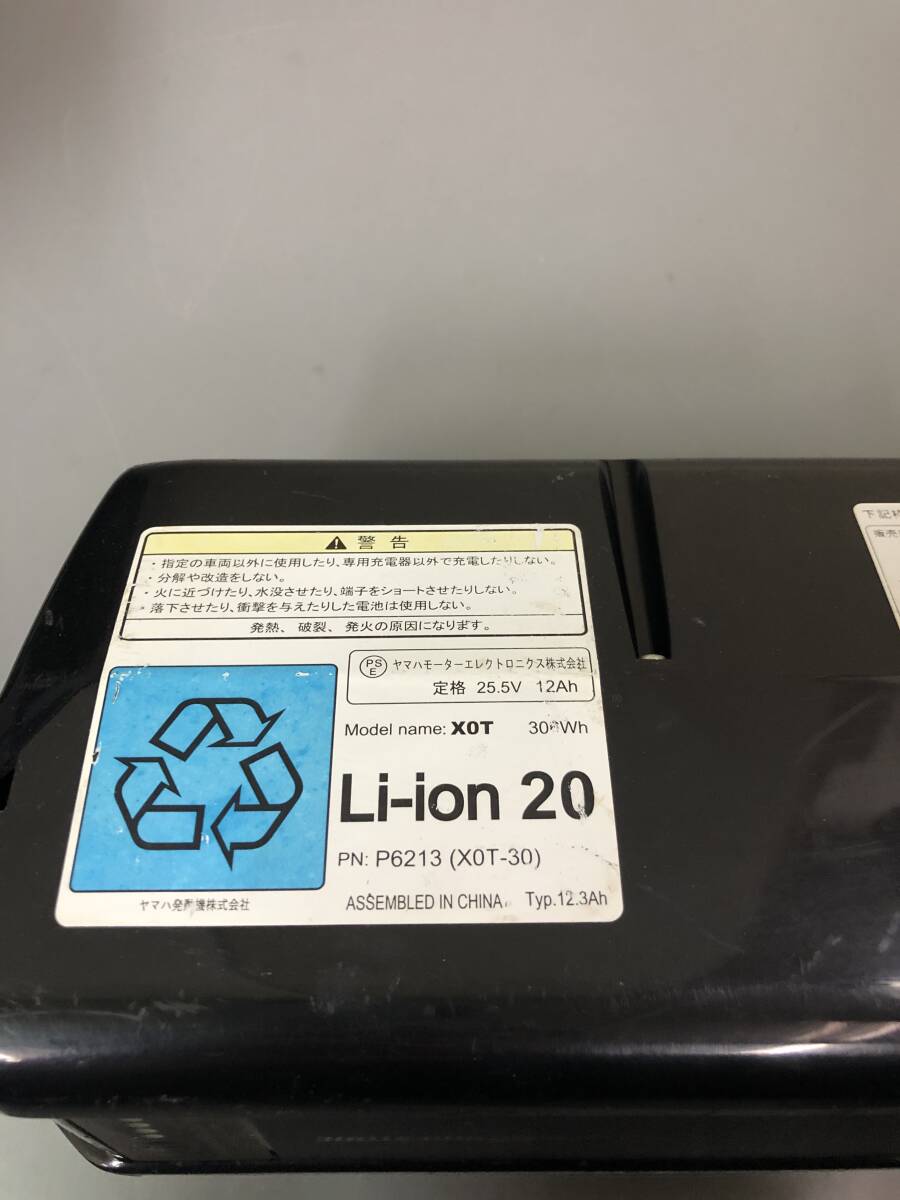 警告
・指定の車両以外に使用したり、専用充電器以外で充電したりしない。
・分解や改造をしない。
・火に近づけたり、水没させたり、端子をショートさせたりしない。
・落下させたり、衝撃を与えたりした電池は使用しない。
発熱、破裂、発火の原因になります。
PS
E
ヤマハモーターエレクトロニクス株式会社
定格 25.5V 12Ah
Model name: X0T
Li-ion 20
PN: P6213 (X0T-30)
ASSEMBLED IN CHINA Typ.12.3Ah
ヤマハ発動機株式会社
下記
販売